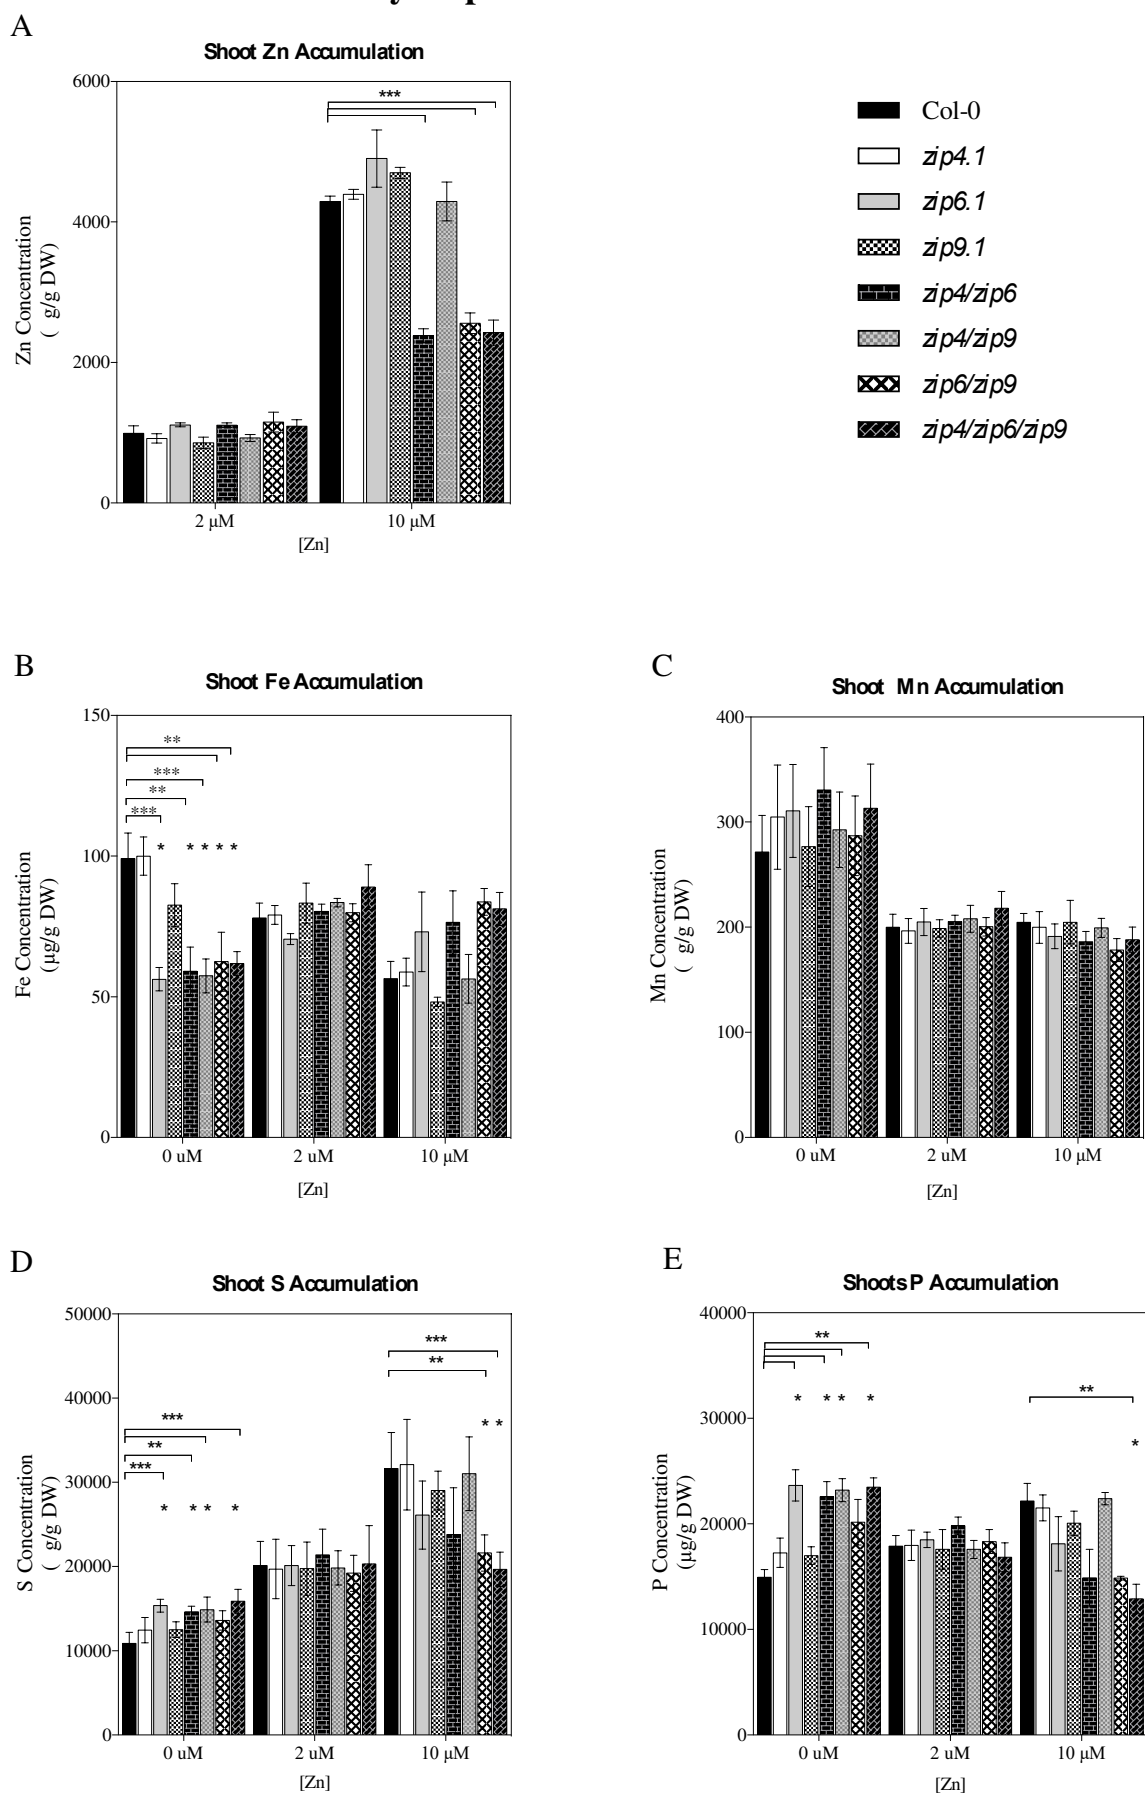 A
Shoot Zn Accumulation
6000
4000
2000
0
Zn Concentration
( g/g DW)
***
2 µM
10 µM
[Zn]
Col-0
zip4.1
zip6.1
zip9.1
zip4/zip6
zip4/zip9
zip6/zip9
zip4/zip6/zip9
B
Shoot Fe Accumulation
150
100
50
0
Fe Concentration
(µg/g DW)
**
***
**
***
* * * * *
0 uM
2 uM
10 µM
[Zn]
C
Shoot Mn Accumulation
400
300
200
100
0
Mn Concentration
( g/g DW)
0 uM
2 uM
10 µM
[Zn]
D
Shoot S Accumulation
50000
40000
30000
20000
10000
0
S Concentration
( g/g DW)
***
**
***
* * * *
***
**
* *
0 uM
2 uM
10 µM
[Zn]
E
Shoots P Accumulation
40000
30000
20000
10000
0
P Concentration
(µg/g DW)
**
* * * *
**
*
0 uM
2 uM
10 µM
[Zn]